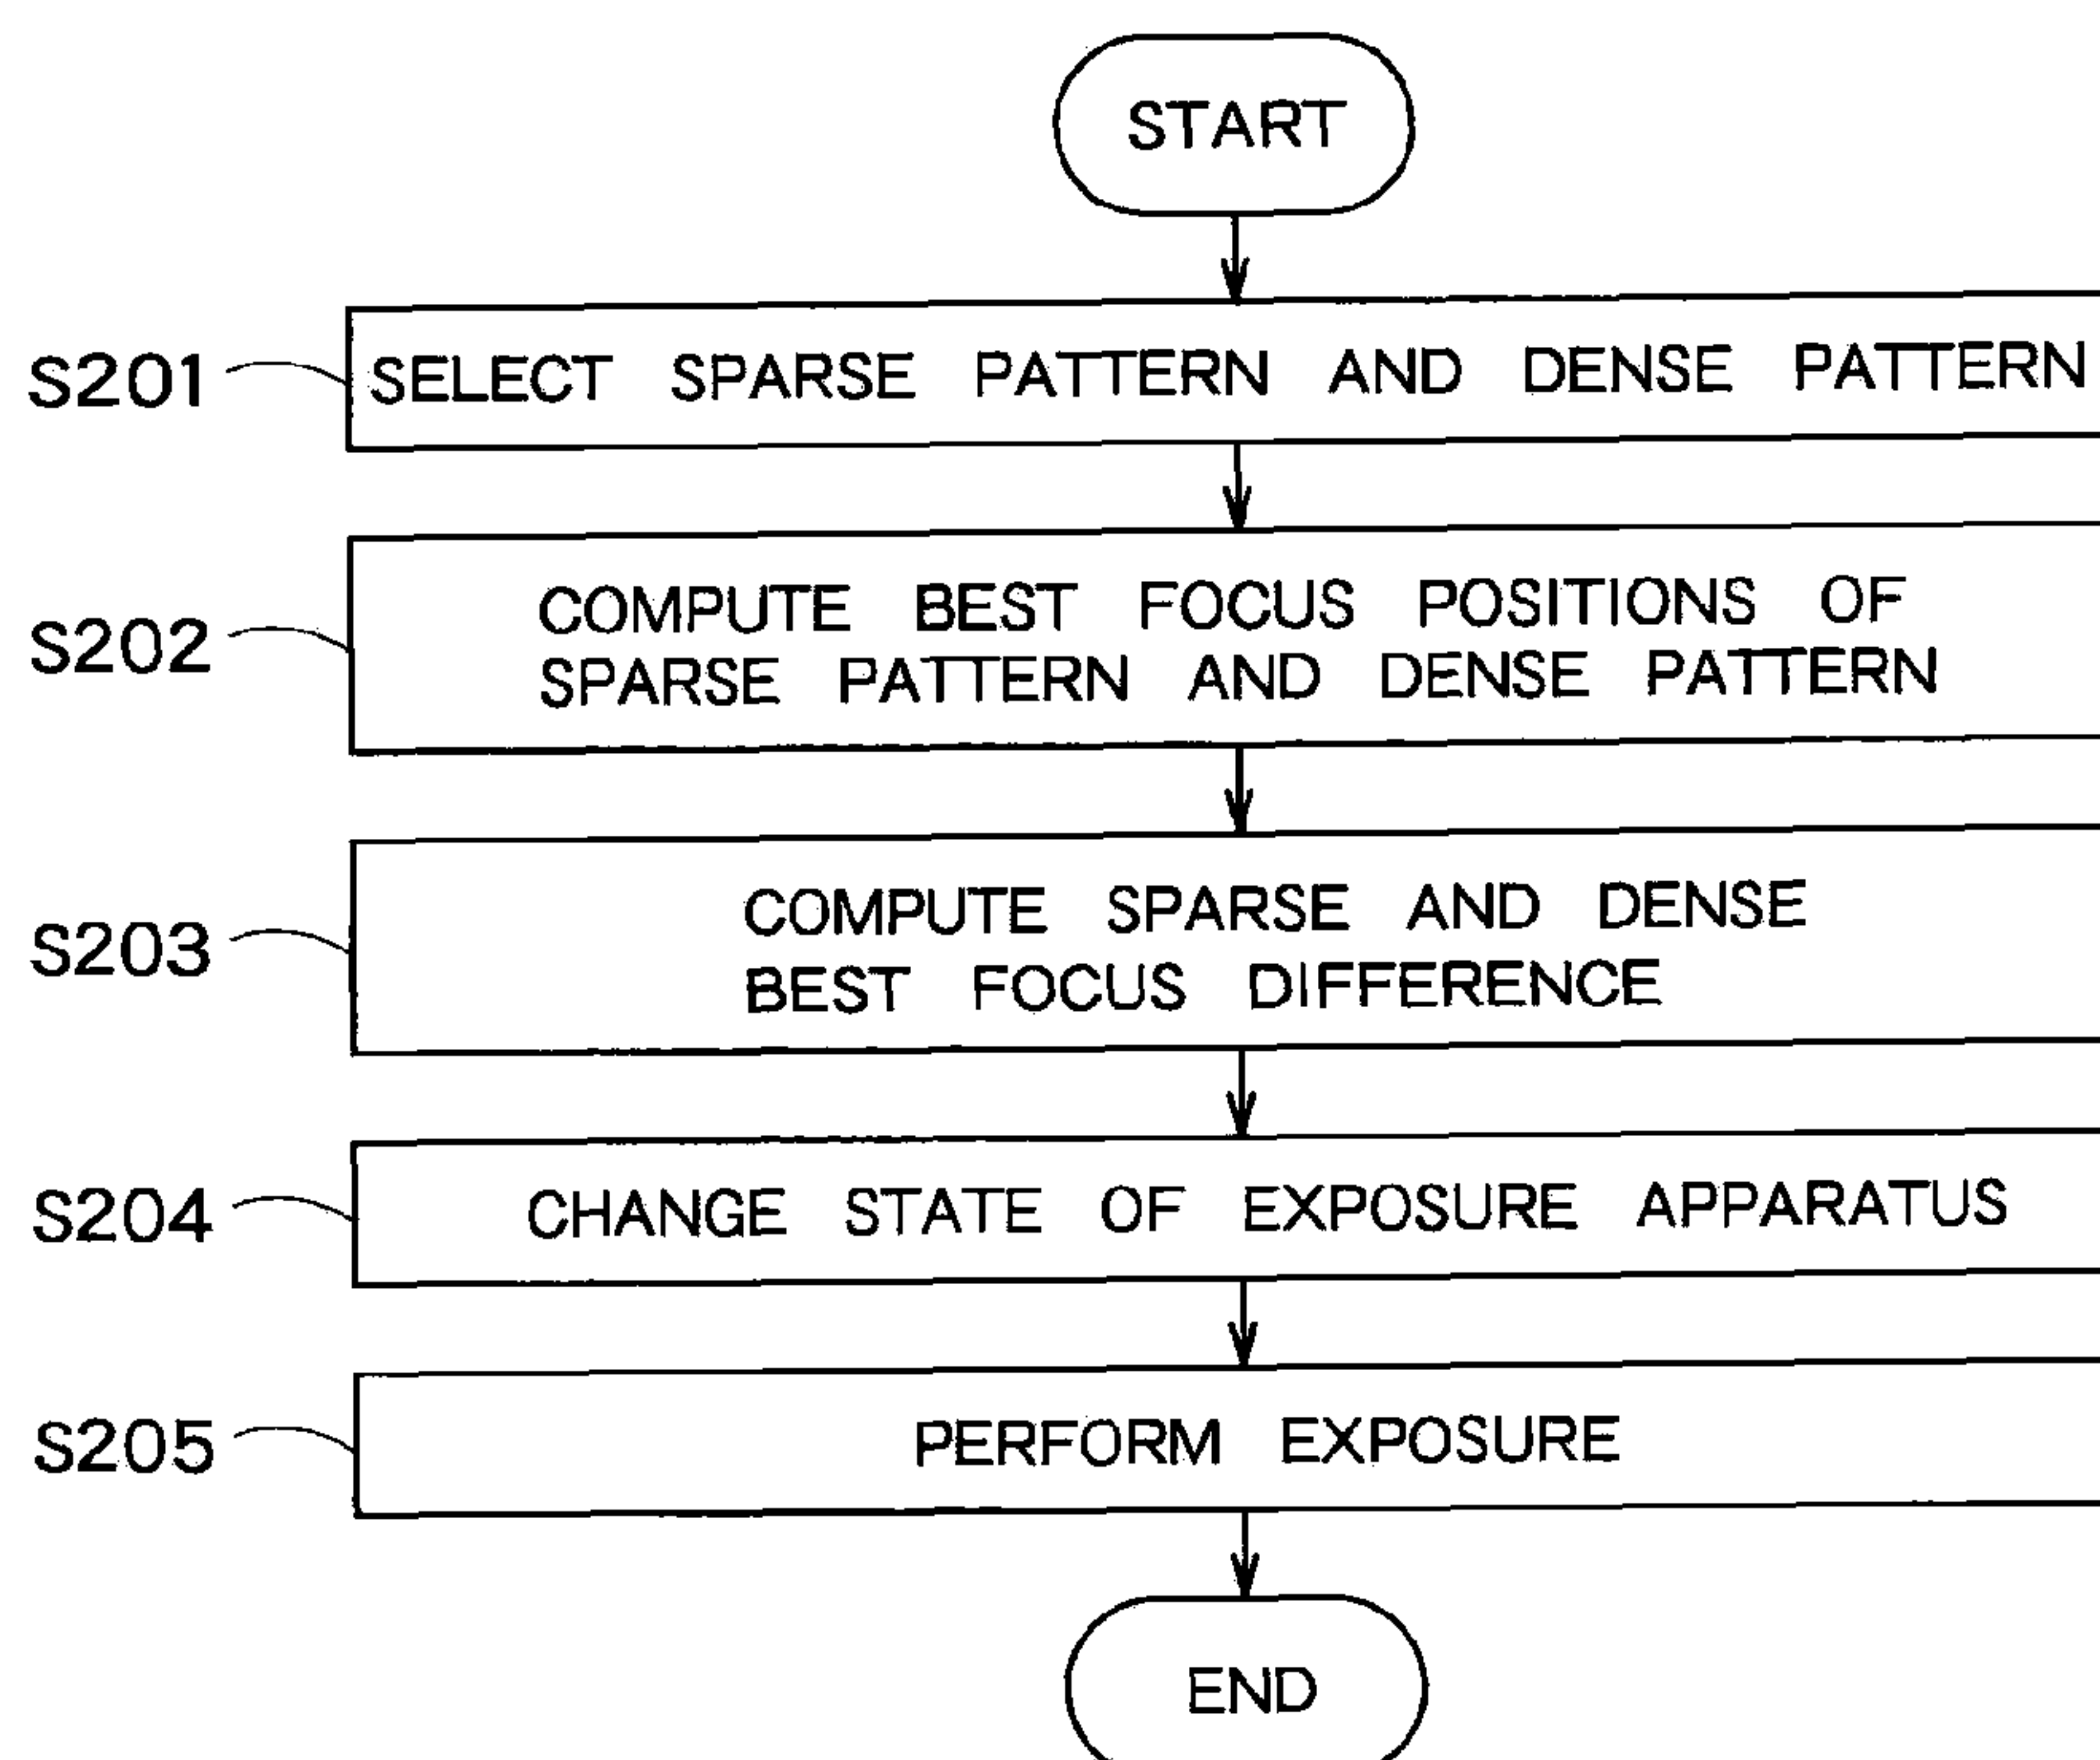 START
S201
SELECT SPARSE PATTERN AND DENSE PATTERN
S202
COMPUTE BEST FOCUS POSITIONS OF
SPARSE PATTERN AND DENSE PATTERN
S203
COMPUTE SPARSE AND DENSE
BEST FOCUS DIFFERENCE
S204
CHANGE STATE OF EXPOSURE APPARATUS
S205
PERFORM EXPOSURE
END